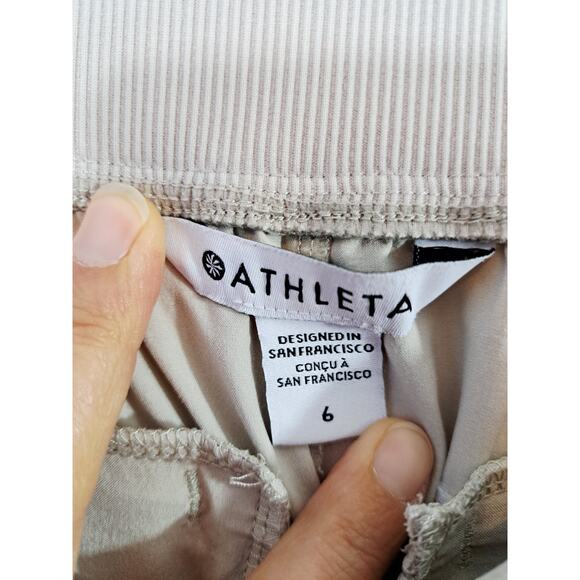 ATHLETA
DESIGNED IN
SAN FRANCISCO
CONÇU À
SAN FRANCISCO
6